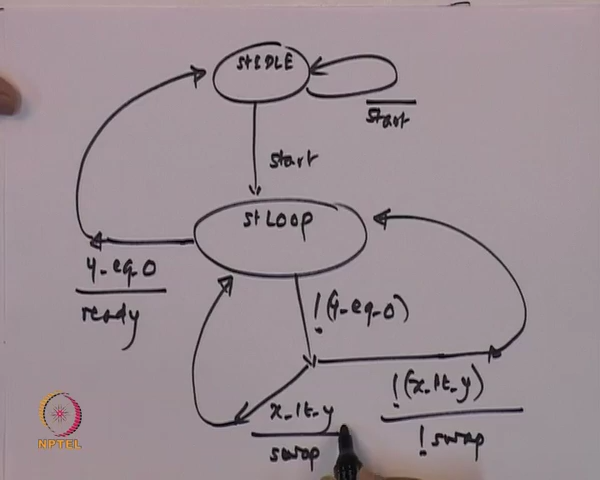 stIDLE
start
start
stLOOP
y_eq_0
ready
!(y_eq_0)
x_lt_y
swap
!(x_lt_y)
! swap
NPTEL